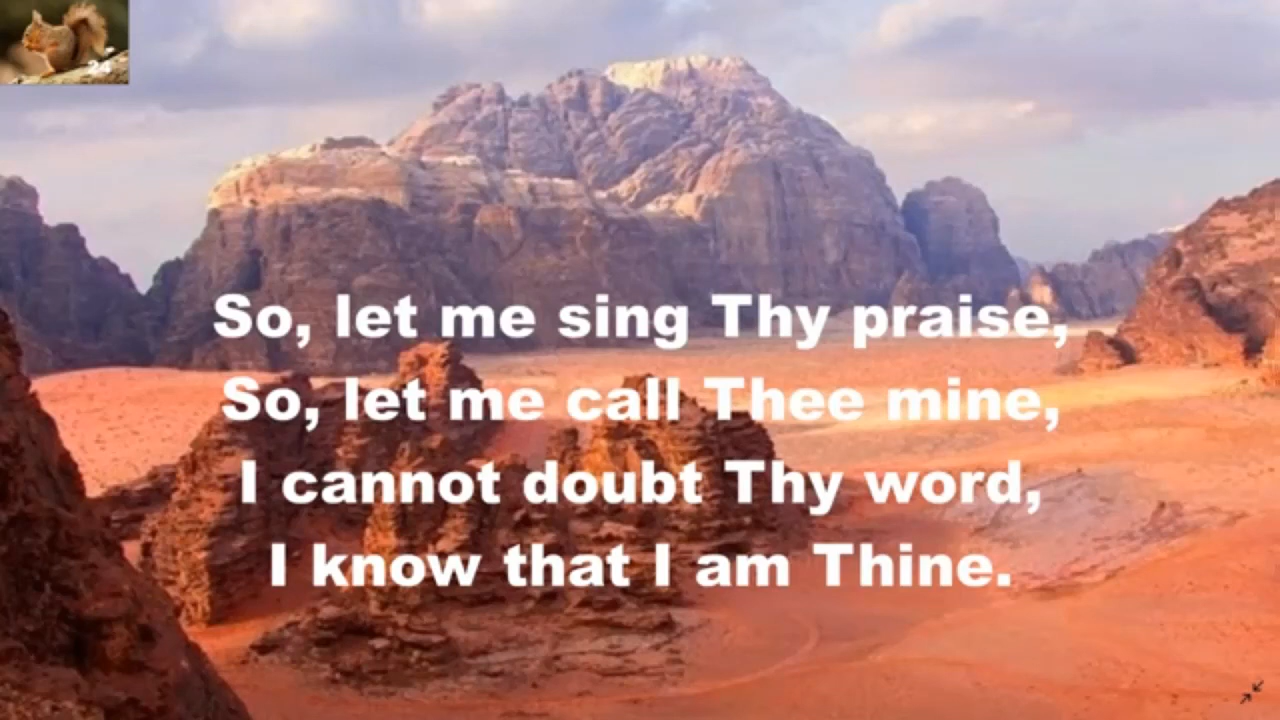 24
So, let me sing Thy praise,
So, let me call Thee mine,
I cannot doubt Thy word,
I know that I am Thine.